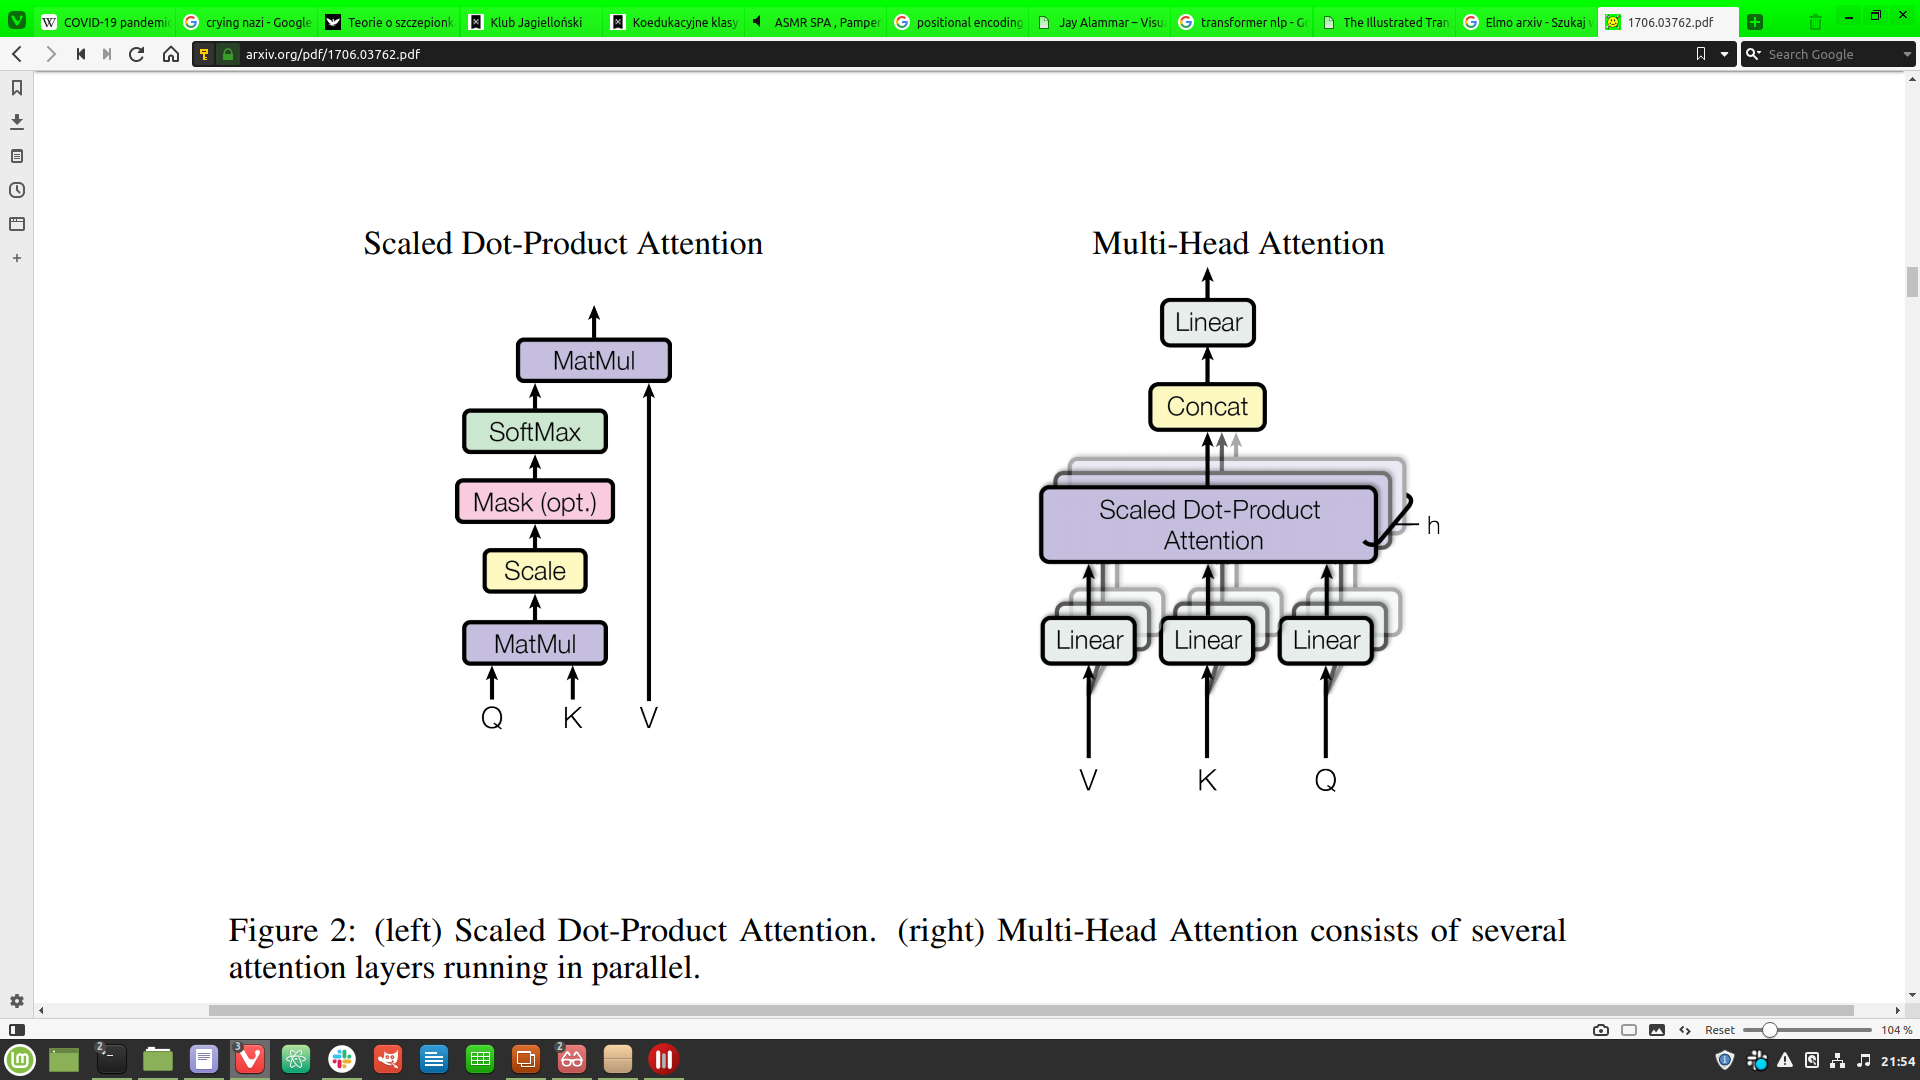 COVID-19 pandemic
crying nazi - Google
Teorie o szczepionk
Klub Jagielloński
Koedukacyjne klasy
ASMR SPA , Pamper
positional encoding
Jay Alammar – Visu
transformer nlp - Go
The Illustrated Tran
Elmo arxiv - Szukaj w
1706.03762.pdf
arxiv.org/pdf/1706.03762.pdf
Search Google
Scaled Dot-Product Attention
MatMul
SoftMax
Mask (opt.)
Scale
MatMul
Q K V
Multi-Head Attention
Linear
Concat
Scaled Dot-Product
Attention
h
Linear Linear Linear
V K Q
Figure 2: (left) Scaled Dot-Product Attention. (right) Multi-Head Attention consists of several
attention layers running in parallel.
Reset 104 %
2 3 2
21:54